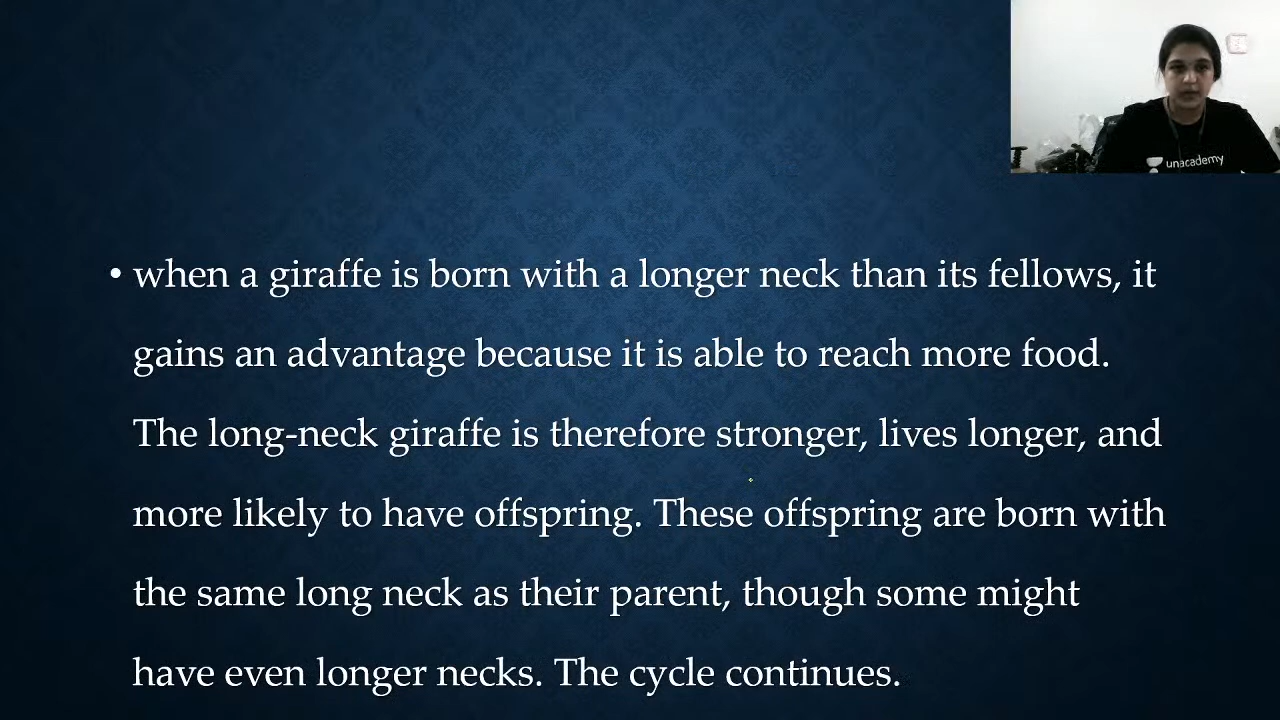 unacademy
• when a giraffe is born with a longer neck than its fellows, it
gains an advantage because it is able to reach more food.
The long-neck giraffe is therefore stronger, lives longer, and
more likely to have offspring. These offspring are born with
the same long neck as their parent, though some might
have even longer necks. The cycle continues.